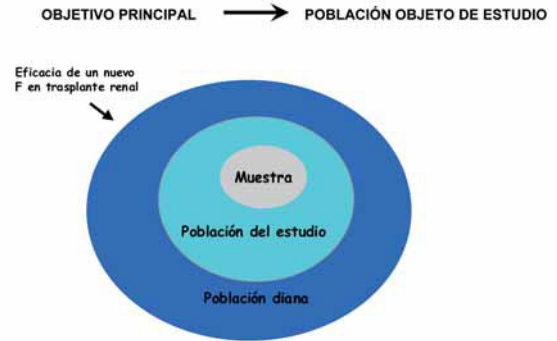 OBJETIVO PRINCIPAL → POBLACIÓN OBJETO DE ESTUDIO
Eficacia de un nuevo
F en trasplante renal
Muestra
Población del estudio
Población diana